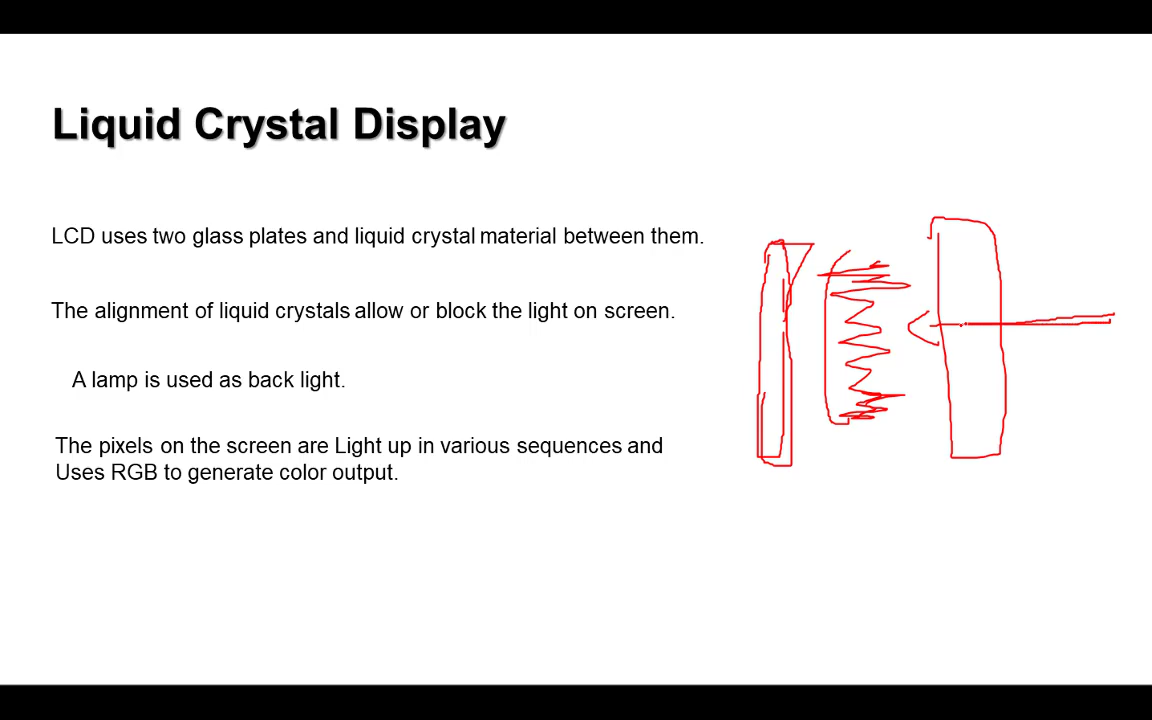 Liquid Crystal Display
LCD uses two glass plates and liquid crystal material between them.
The alignment of liquid crystals allow or block the light on screen.
A lamp is used as back light.
The pixels on the screen are Light up in various sequences and
Uses RGB to generate color output.